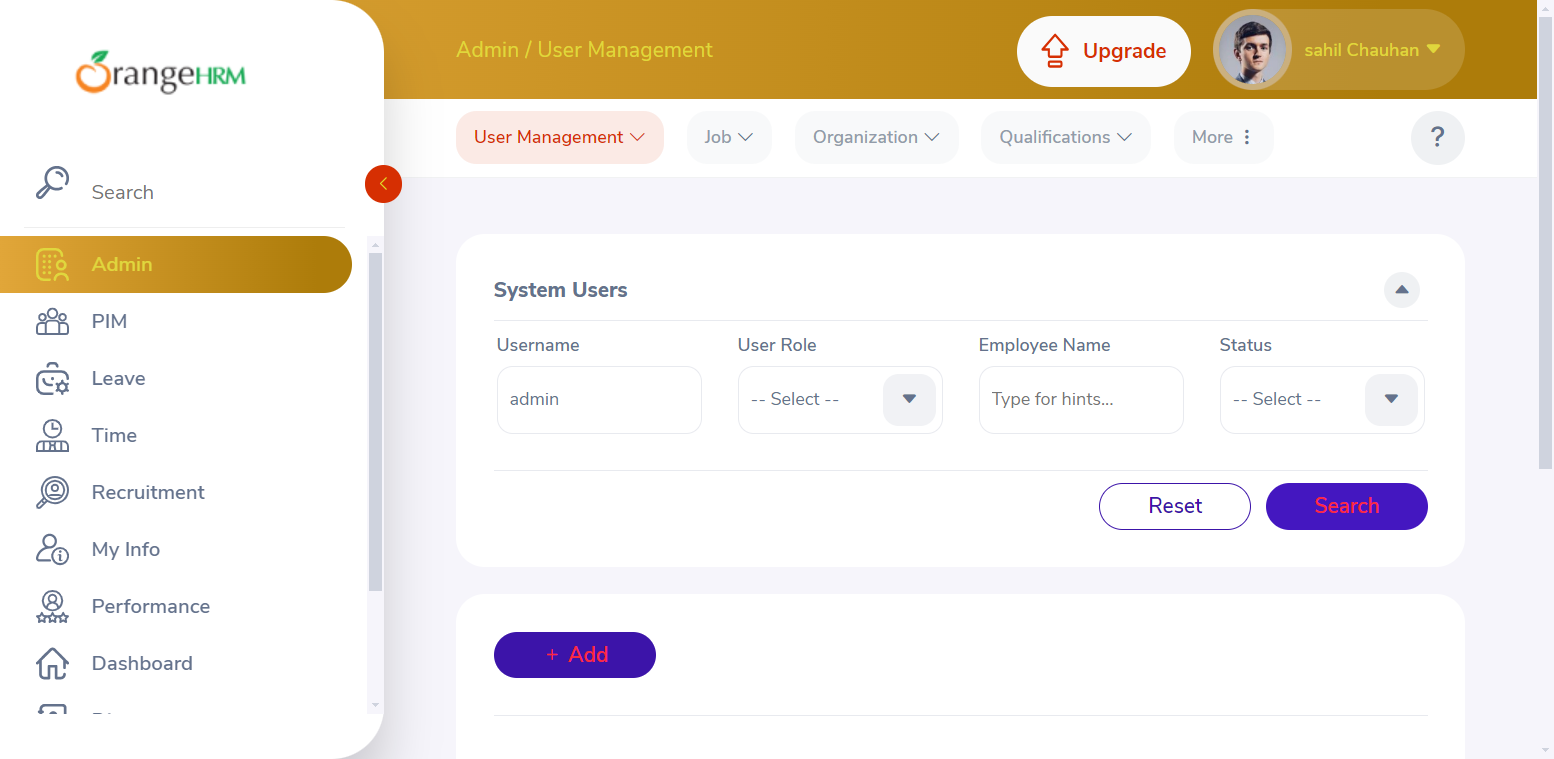 OrangeHRM
Admin / User Management
Upgrade
sahil Chauhan
Search
User Management
Job
Organization
Qualifications
More
?
Admin
PIM
Leave
Time
Recruitment
My Info
Performance
Dashboard
System Users
Username
User Role
Employee Name
Status
admin
-- Select --
Type for hints...
-- Select --
Reset
Search
+ Add